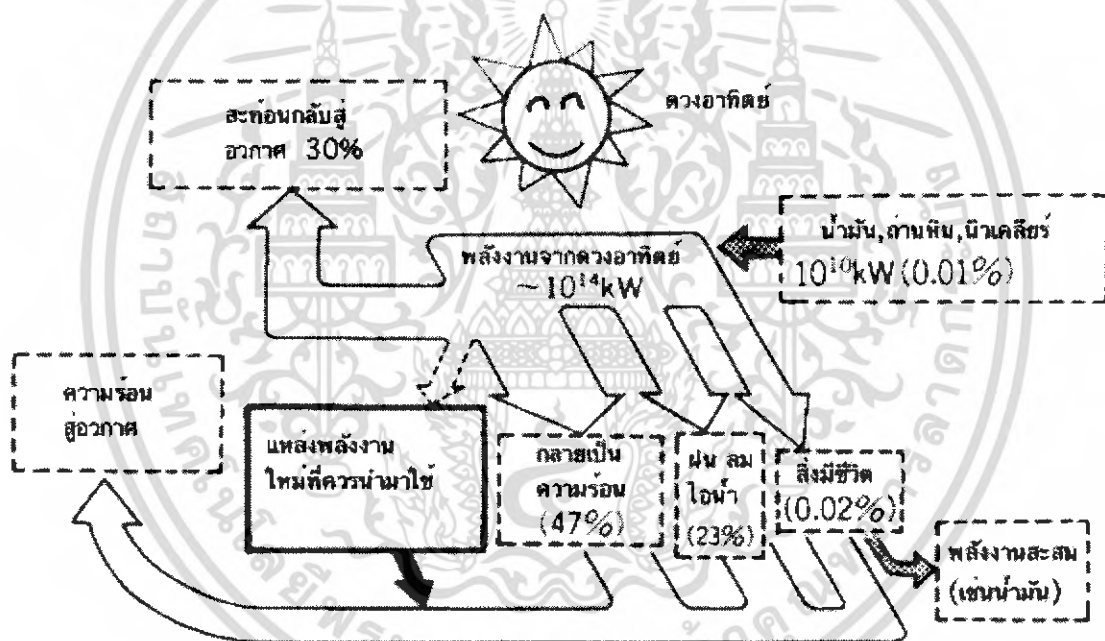 ดวงอาทิตย์
สะท้อนกลับสู่
อวกาศ 30%
น้ำมัน,ถ่านหิน,นิวเคลียร์
10¹⁰kW (0.01%)
พลังงานจากดวงอาทิตย์
~10¹⁴kW
ความร้อน
สู่อวกาศ
แหล่งพลังงาน
ใหม่ที่ควรนำมาใช้
กลายเป็น
ความร้อน
(47%)
ฝน ลม
ไอน้ำ
(23%)
สิ่งมีชีวิต
(0.02%)
พลังงานสะสม
(เช่นน้ำมัน)